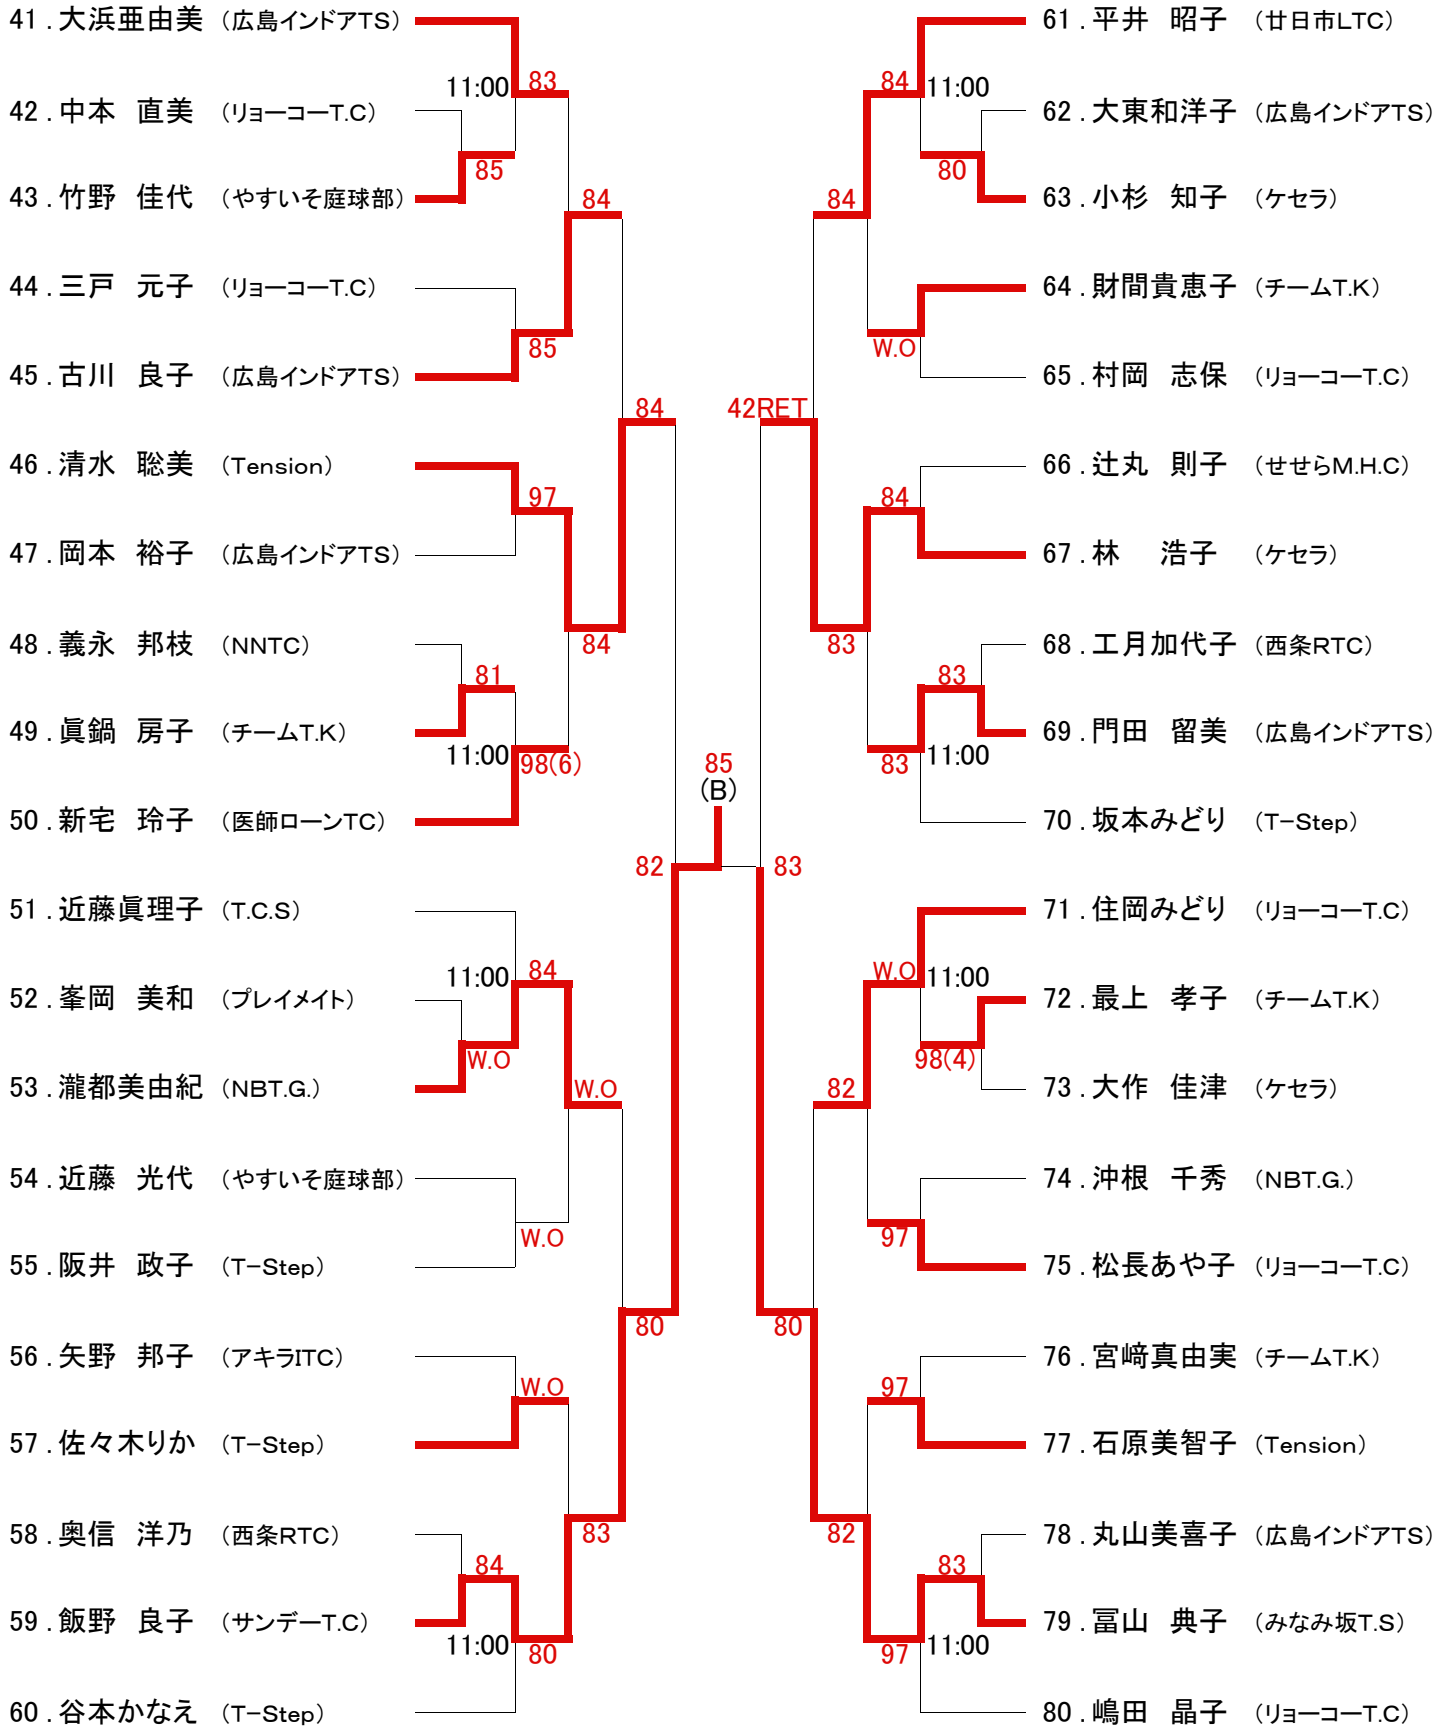 41.大浜亜由美 (広島インドアTS)
83
11:00
42.中本 直美 (リョーコーT.C)
85
43.竹野 佳代 (やすいそ庭球部)
84
44.三戸 元子 (リョーコーT.C)
85
45.古川 良子 (広島インドアTS)
84
46.清水 聡美 (Tension)
97
47.岡本 裕子 (広島インドアTS)
84
48.義永 邦枝 (NNTC)
81
49.眞鍋 房子 (チームT.K)
11:00
98(6)
50.新宅 玲子 (医師ローンTC)
82
51.近藤眞理子 (T.C.S)
11:00
84
52.峯岡 美和 (プレイメイト)
W.O
53.瀧都美由紀 (NBT.G.)
W.O
54.近藤 光代 (やすいそ庭球部)
W.O
55.阪井 政子 (T-Step)
80
56.矢野 邦子 (アキラITC)
W.O
57.佐々木りか (T-Step)
58.奥信 洋乃 (西条RTC)
83
84
59.飯野 良子 (サンデーT.C)
11:00
80
60.谷本かなえ (T-Step)
85
(B)
61.平井 昭子 (廿日市LTC)
84
11:00
62.大東和洋子 (広島インドアTS)
80
63.小杉 知子 (ケセラ)
84
64.財間貴恵子 (チームT.K)
W.O
65.村岡 志保 (リョーコーT.C)
42RET
66.辻丸 則子 (せせらM.H.C)
84
67.林 浩子 (ケセラ)
83
68.工月加代子 (西条RTC)
83
69.門田 留美 (広島インドアTS)
83
11:00
70.坂本みどり (T-Step)
83
71.住岡みどり (リョーコーT.C)
W.O
11:00
72.最上 孝子 (チームT.K)
98(4)
73.大作 佳津 (ケセラ)
82
74.沖根 千秀 (NBT.G.)
97
75.松長あや子 (リョーコーT.C)
80
76.宮﨑真由実 (チームT.K)
97
77.石原美智子 (Tension)
82
78.丸山美喜子 (広島インドアTS)
83
79.冨山 典子 (みなみ坂T.S)
97
11:00
80.嶋田 晶子 (リョーコーT.C)